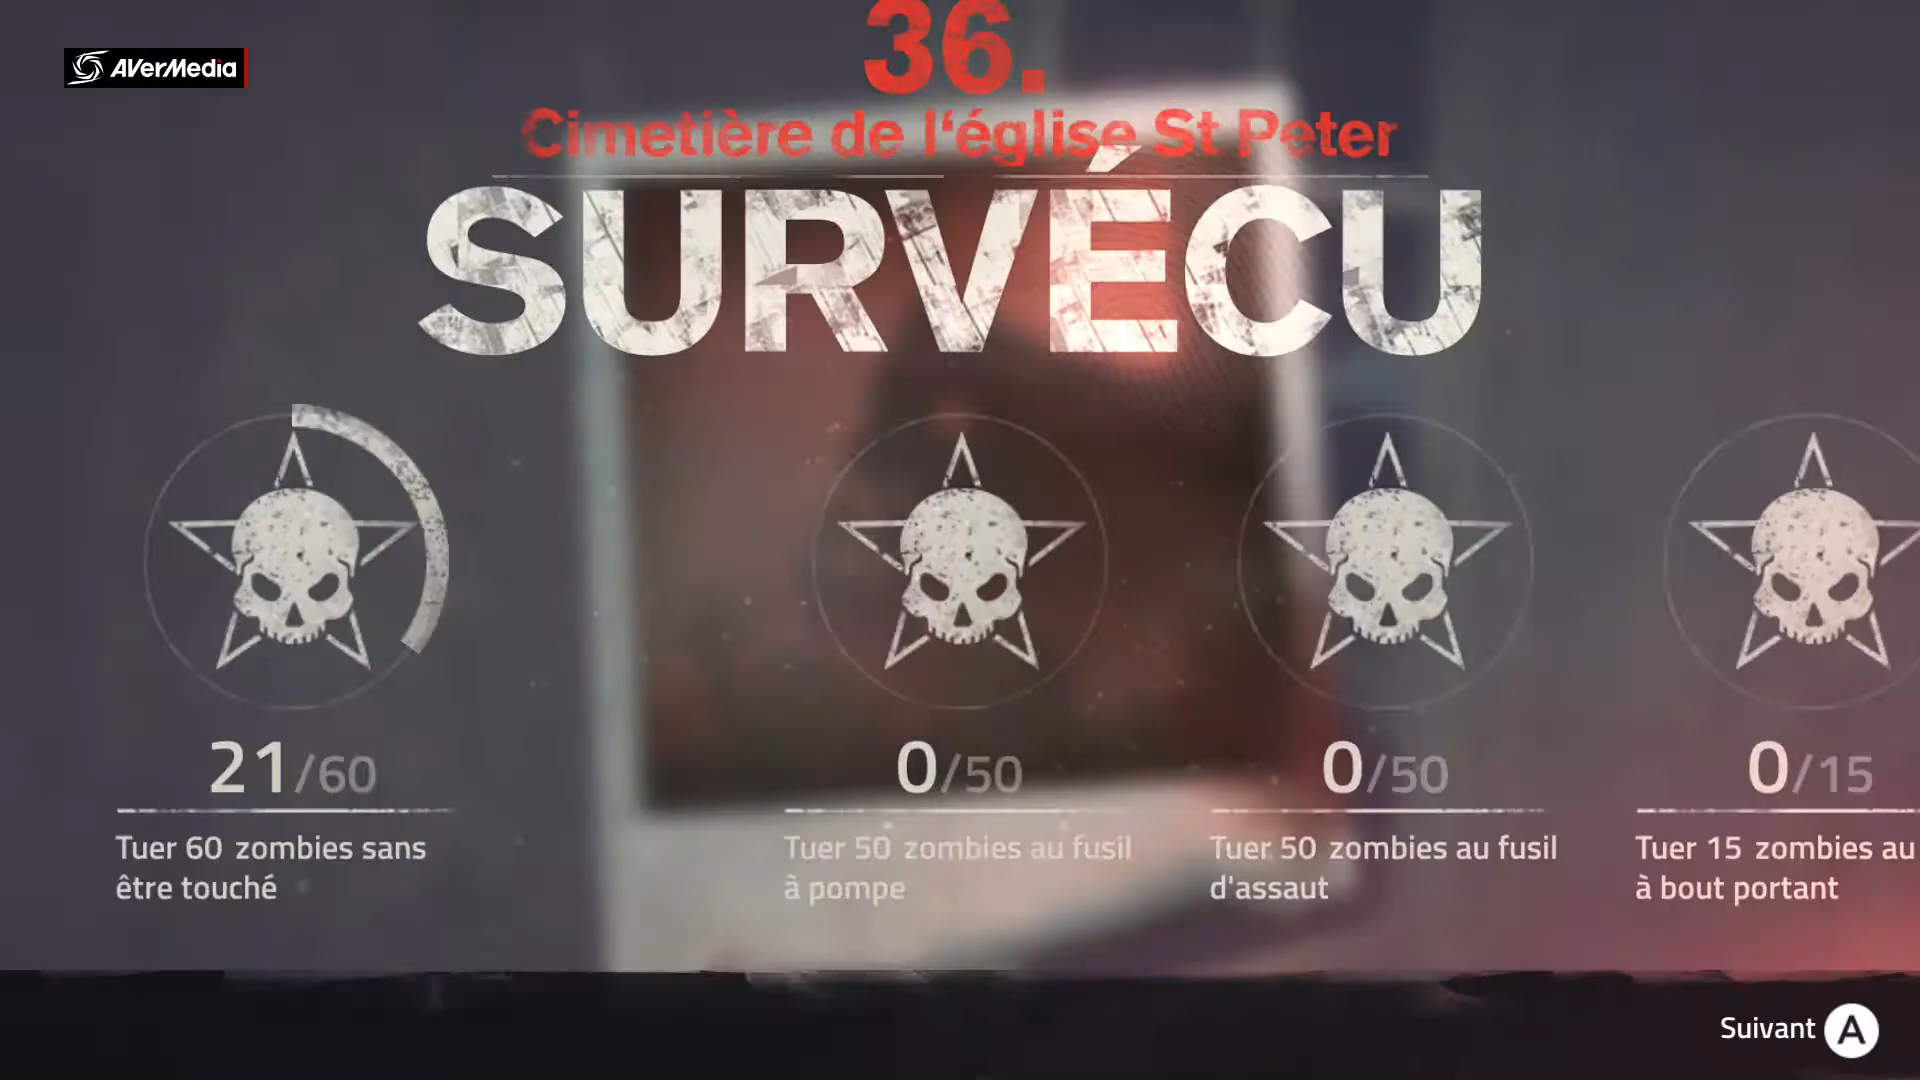 AVerMedia
36.
Cimetière de l'église St Peter
SURVÉCU
21/60
Tuer 60 zombies sans
être touché
0/50
Tuer 50 zombies au fusil
à pompe
0/50
Tuer 50 zombies au fusil
d'assaut
0/15
Tuer 15 zombies au
à bout portant
Suivant A